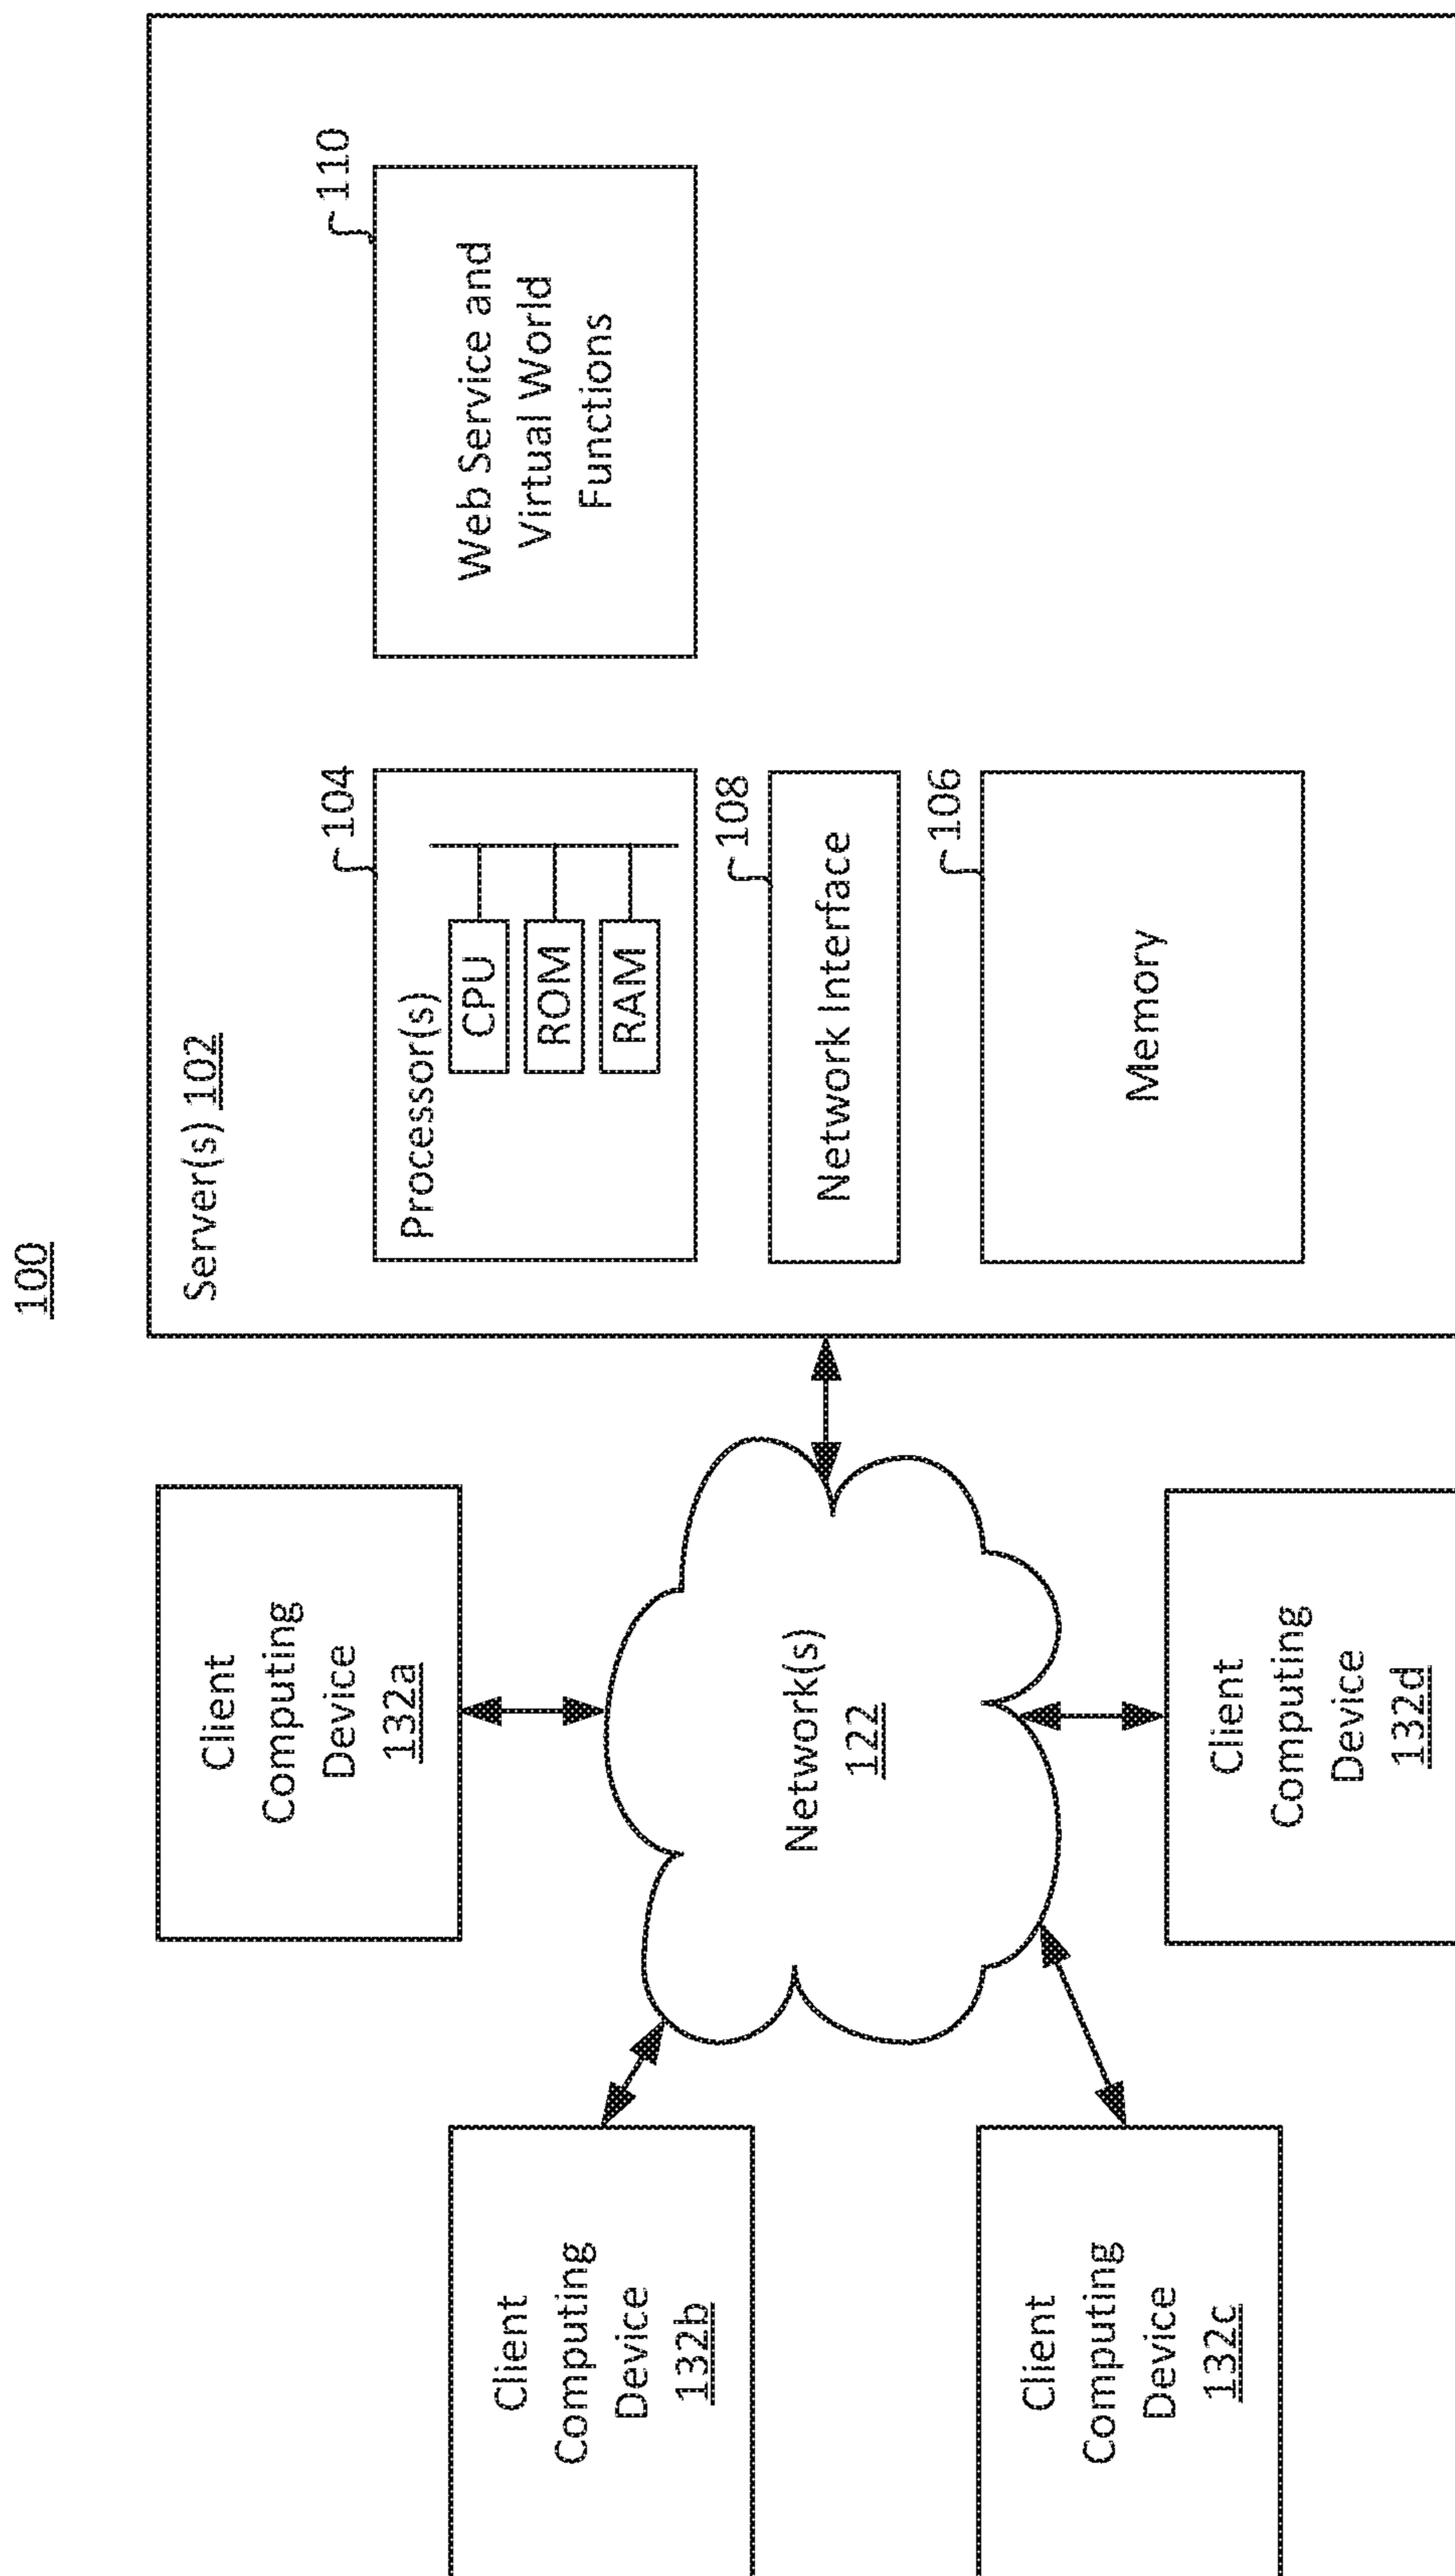 100
Server(s) 102
104
Processor(s)
CPU
ROM
RAM
110
Web Service and
Virtual World
Functions
108
Network Interface
106
Memory
Client
Computing
Device
132a
Client
Computing
Device
132b
Network(s)
122
Client
Computing
Device
132c
Client
Computing
Device
132d